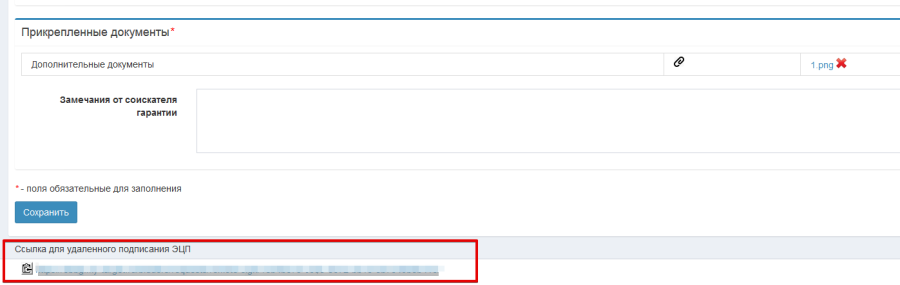 Прикрепленные документы*
Дополнительные документы 1.png
Замечания от соискателя
гарантии
* - поля обязательные для заполнения
Сохранить
Ссылка для удаленного подписания ЭЦП